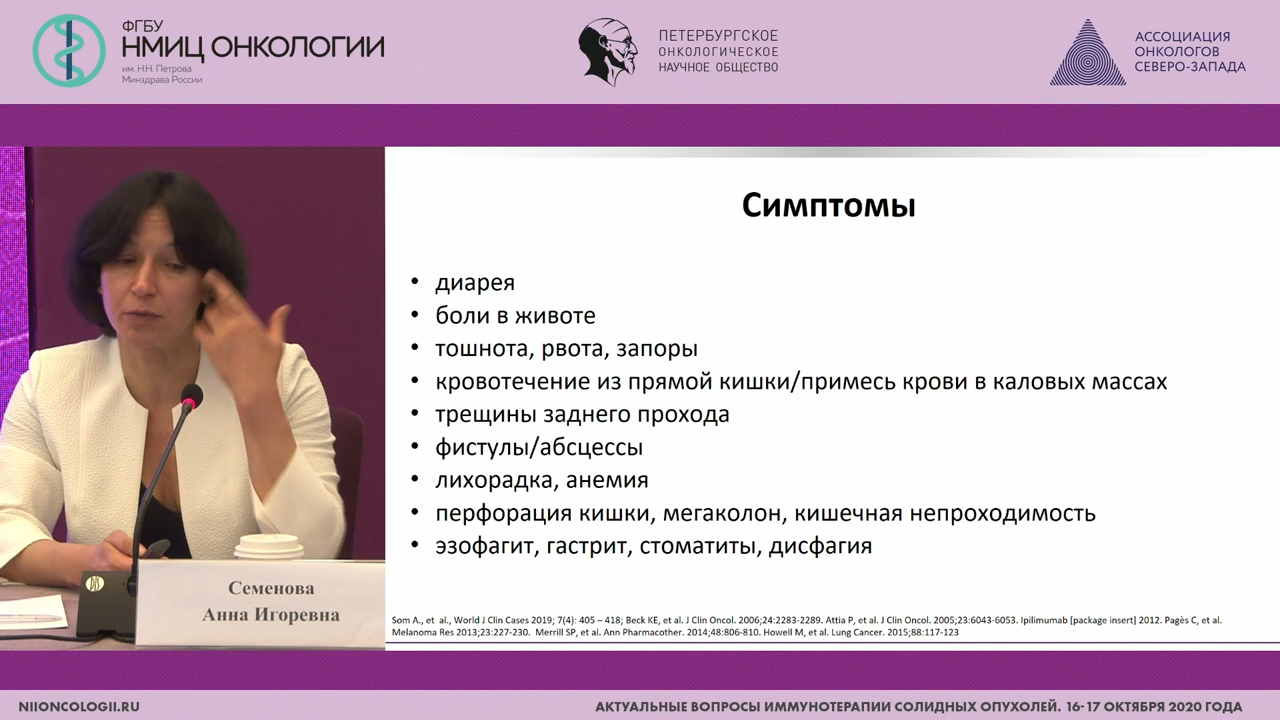 ФГБУ
НМИЦ ОНКОЛОГИИ
им. Н.Н. Петрова
Минздрава России
ПЕТЕРБУРГСКОЕ
ОНКОЛОГИЧЕСКОЕ
НАУЧНОЕ ОБЩЕСТВО
АССОЦИАЦИЯ
ОНКОЛОГОВ
СЕВЕРО-ЗАПАДА
Симптомы
• диарея
• боли в животе
• тошнота, рвота, запоры
• кровотечение из прямой кишки/примесь крови в каловых массах
• трещины заднего прохода
• фистулы/абсцессы
• лихорадка, анемия
• перфорация кишки, мегаколон, кишечная непроходимость
• эзофагит, гастрит, стоматиты, дисфагия
Som A., et al., World J Clin Cases 2019; 7(4): 405 – 418; Beck KE, et al. J Clin Oncol. 2006;24:2283-2289. Attia P, et al. J Clin Oncol. 2005;23:6043-6053. Ipilimumab [package insert] 2012. Pagès C, et al.
Melanoma Res 2013;23:227-230. Merrill SP, et al. Ann Pharmacother. 2014;48:806-810. Howell M, et al. Lung Cancer. 2015;88:117-123
Семенова
Анна Игоревна
NIIONCOLOGII.RU
АКТУАЛЬНЫЕ ВОПРОСЫ ИММУНОТЕРАПИИ СОЛИДНЫХ ОПУХОЛЕЙ. 16-17 ОКТЯБРЯ 2020 ГОДА